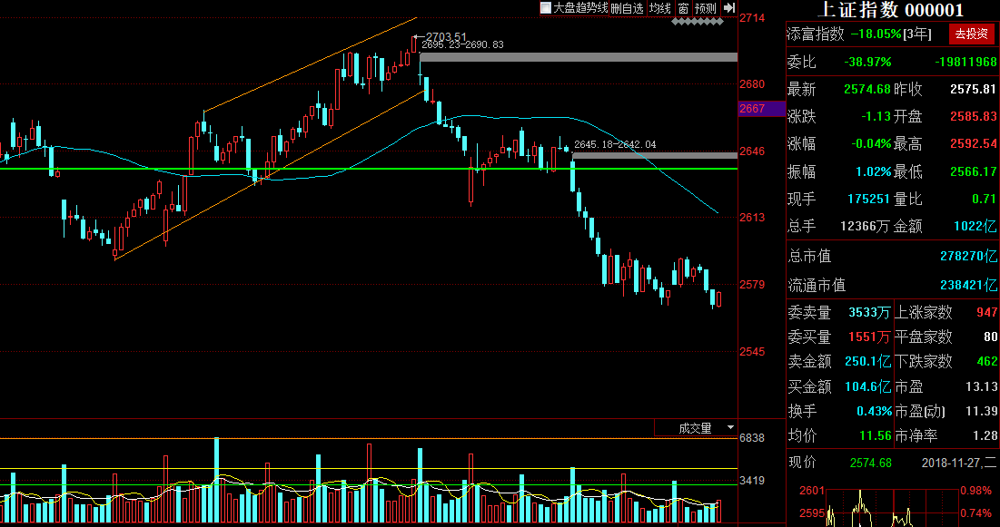 大盘趋势线 删自选 均线 窗 预测
2714
2703.51
2695.23-2690.83
2680
2667
2645.18-2642.04
2646
2613
2579
2545
成交量
6838
3419
上证指数 000001
添富指数 -18.05%[3年] 去投资
委比 -38.97% -19811968
最新 2574.68 昨收 2575.81
涨跌 -1.13 开盘 2585.83
涨幅 -0.04% 最高 2592.54
振幅 1.02% 最低 2566.17
现手 175251 量比 0.71
总手 12366万 金额 1022亿
总市值 278270亿
流通市值 238421亿
委卖量 3533万 上涨家数 947
委买量 1551万 平盘家数 80
卖金额 250.1亿 下跌家数 462
买金额 104.6亿 市盈 13.13
换手 0.43% 市盈(动) 11.39
均价 11.56 市净率 1.28
现价 2574.68 2018-11-27,二
2601 0.98%
2595 0.74%